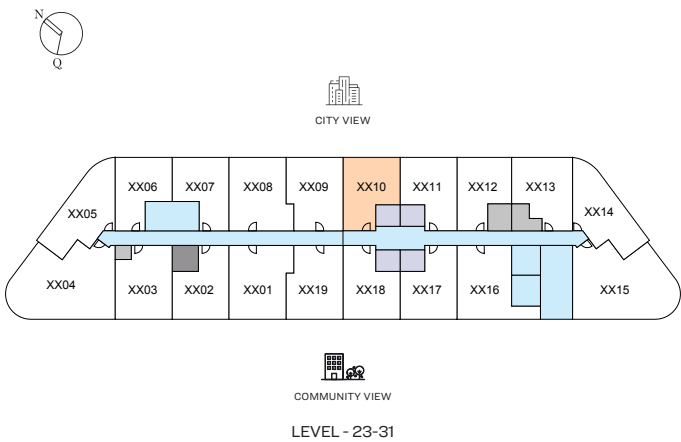 N
Q
CITY VIEW
XX06 XX07 XX08 XX09 XX10 XX11 XX12 XX13
XX05 XX14
XX04 XX03 XX02 XX01 XX19 XX18 XX17 XX16 XX15
COMMUNITY VIEW
LEVEL - 23-31